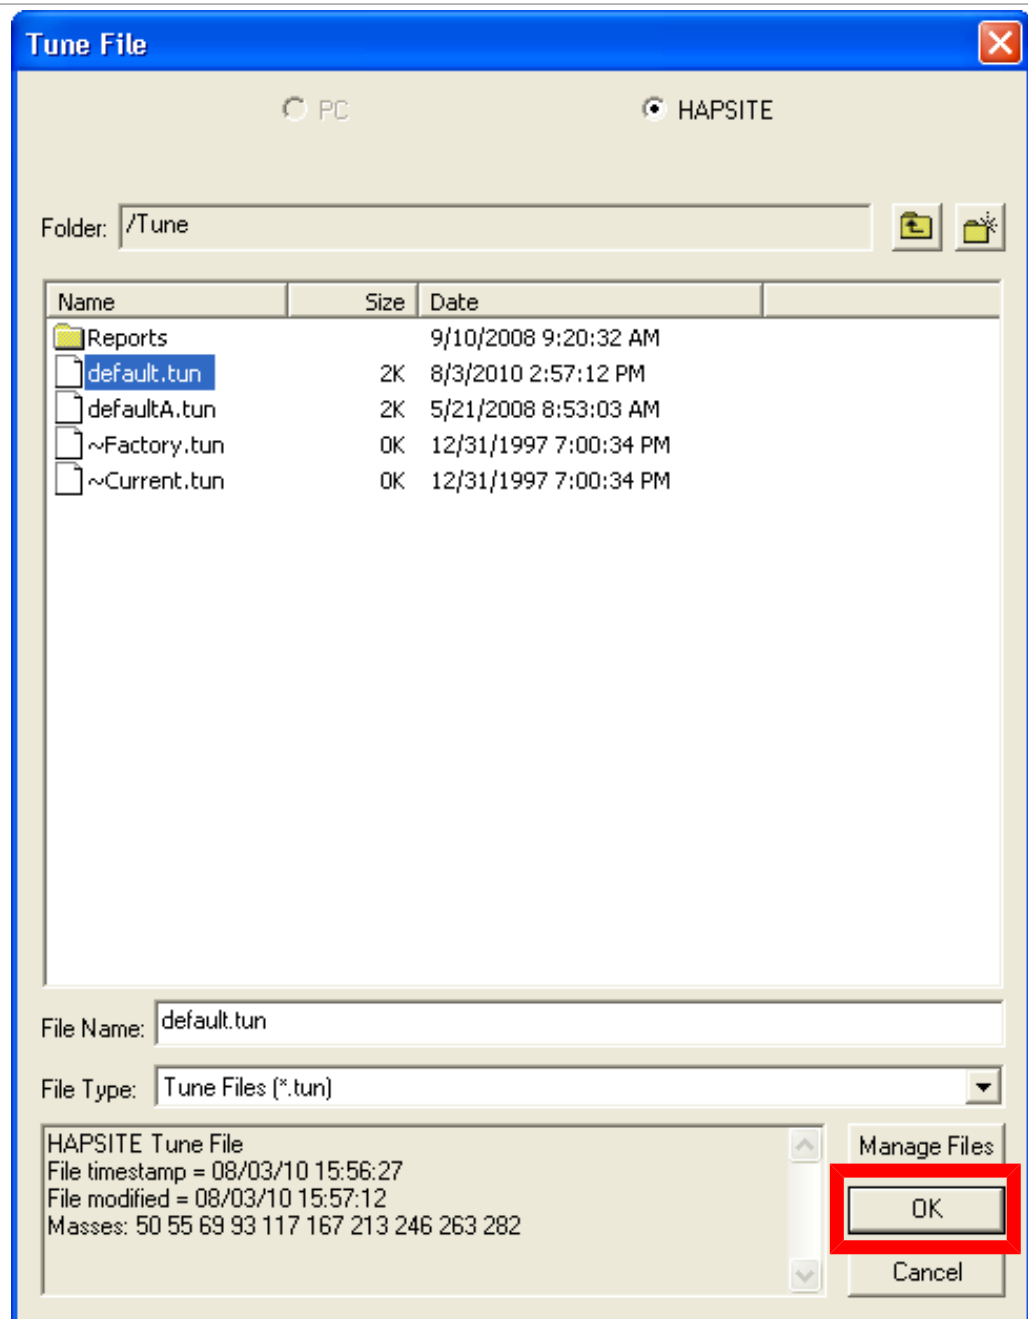 Tune File
PC HAPSITE
Folder: /Tune
Name Size Date
Reports 9/10/2008 9:20:32 AM
default.tun 2K 8/3/2010 2:57:12 PM
defaultA.tun 2K 5/21/2008 8:53:03 AM
~Factory.tun 0K 12/31/1997 7:00:34 PM
~Current.tun 0K 12/31/1997 7:00:34 PM
File Name: default.tun
File Type: Tune Files (*.tun)
HAPSITE Tune File
File timestamp = 08/03/10 15:56:27
File modified = 08/03/10 15:57:12
Masses: 50 55 69 93 117 167 213 246 263 282
Manage Files
OK
Cancel